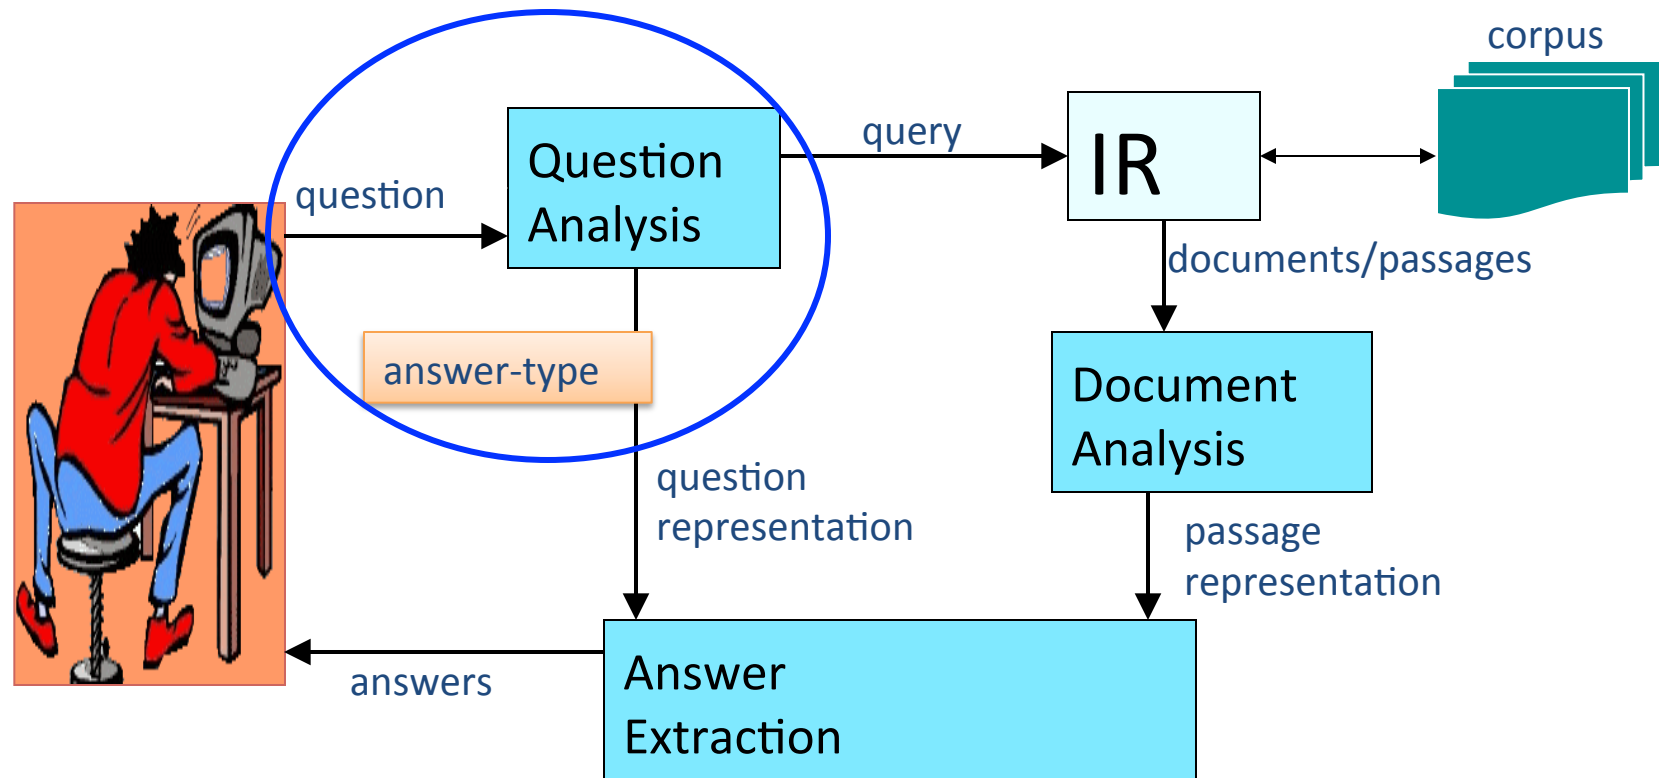 corpus
query
IR
Question
Analysis
question
documents/passages
answer-type
Document
Analysis
question
representation
passage
representation
answers
Answer
Extraction